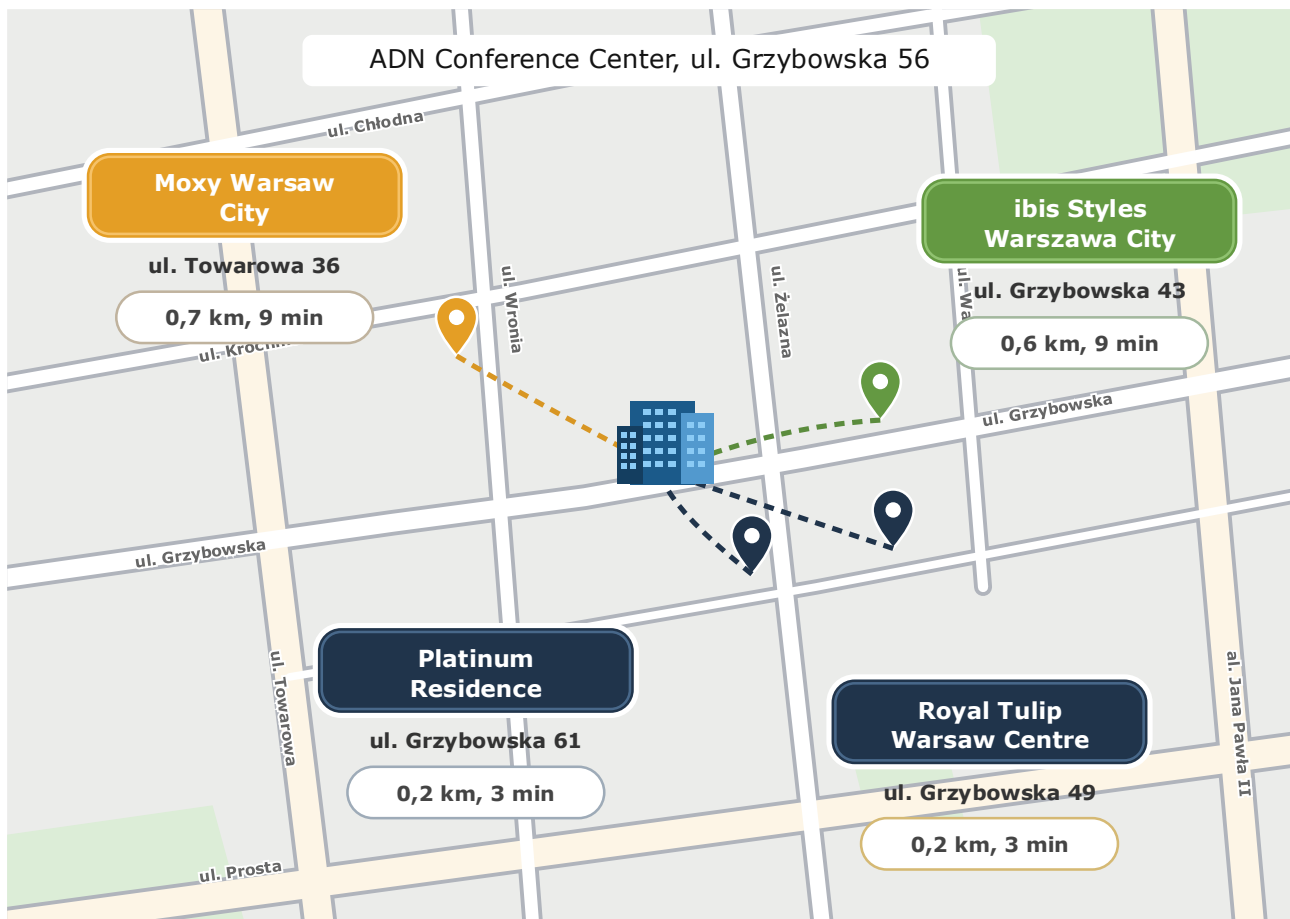 ADN Conference Center, ul. Grzybowska 56
ul. Chłodna
Moxy Warsaw
City
ul. Towarowa 36
0,7 km, 9 min
ibis Styles
Warszawa City
ul. Grzybowska 43
0,6 km, 9 min
ul. Wronia
ul. Żelazna
ul. Grzybowska
ul. Grzybowska
ul. Towarowa
Platinum
Residence
ul. Grzybowska 61
0,2 km, 3 min
Royal Tulip
Warsaw Centre
ul. Grzybowska 49
0,2 km, 3 min
al. Jana Pawła II
ul. Prosta